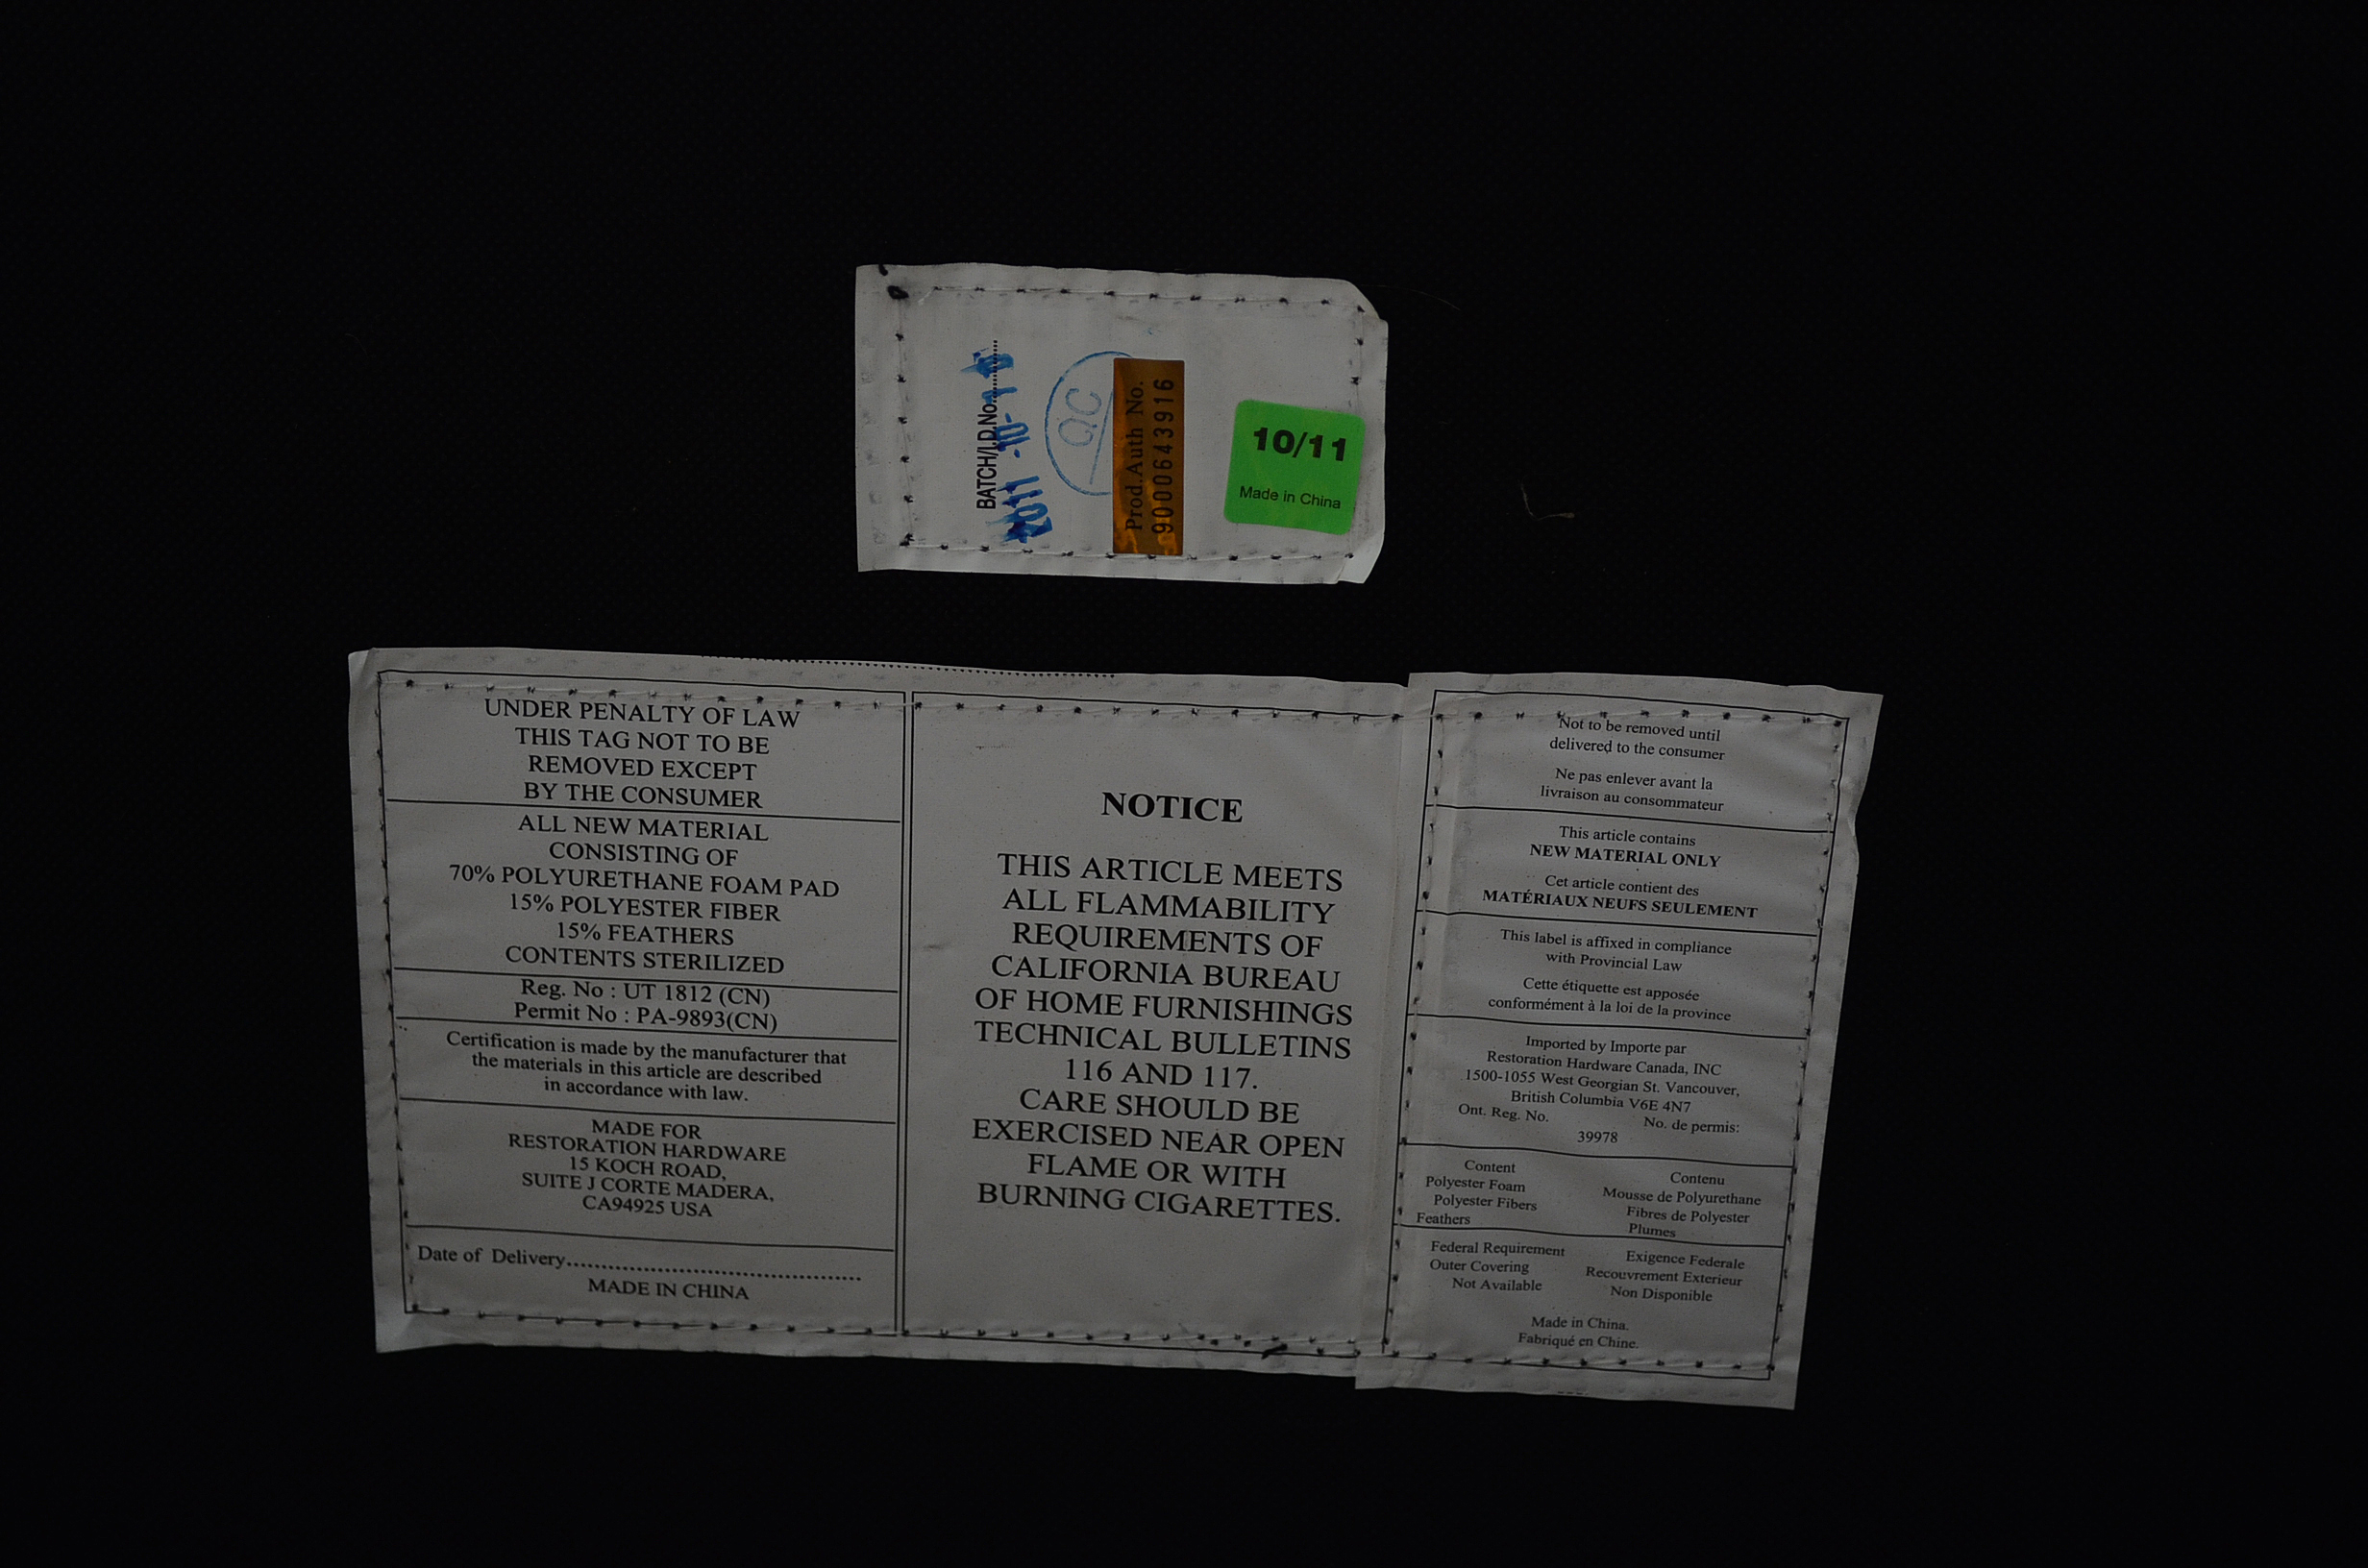 BATCH/I.D.No................
2011 -10-
QC
Prod.Auth No.
9000643916
10/11
Made in China
UNDER PENALTY OF LAW
THIS TAG NOT TO BE
REMOVED EXCEPT
BY THE CONSUMER
ALL NEW MATERIAL
CONSISTING OF
70% POLYURETHANE FOAM PAD
15% POLYESTER FIBER
15% FEATHERS
CONTENTS STERILIZED
Reg. No : UT 1812 (CN)
Permit No : PA-9893(CN)
Certification is made by the manufacturer that
the materials in this article are described
in accordance with law.
MADE FOR
RESTORATION HARDWARE
15 KOCH ROAD,
SUITE J CORTE MADERA,
CA94925 USA
Date of Delivery..........................................
MADE IN CHINA
NOTICE
THIS ARTICLE MEETS
ALL FLAMMABILITY
REQUIREMENTS OF
CALIFORNIA BUREAU
OF HOME FURNISHINGS
TECHNICAL BULLETINS
116 AND 117.
CARE SHOULD BE
EXERCISED NEAR OPEN
FLAME OR WITH
BURNING CIGARETTES.
Not to be removed until
delivered to the consumer
Ne pas enlever avant la
livraison au consommateur
This article contains
NEW MATERIAL ONLY
Cet article contient des
MATÉRIAUX NEUFS SEULEMENT
This label is affixed in compliance
with Provincial Law
Cette étiquette est apposée
conformément à la loi de la province
Imported by Importe par
Restoration Hardware Canada, INC
1500-1055 West Georgian St. Vancouver,
British Columbia V6E 4N7
Ont. Reg. No. No. de permis:
39978
Content Contenu
Polyester Foam Mousse de Polyurethane
Polyester Fibers Fibres de Polyester
Feathers Plumes
Federal Requirement Exigence Federale
Outer Covering Recouvrement Exterieur
Not Available Non Disponible
Made in China.
Fabriqué en Chine.